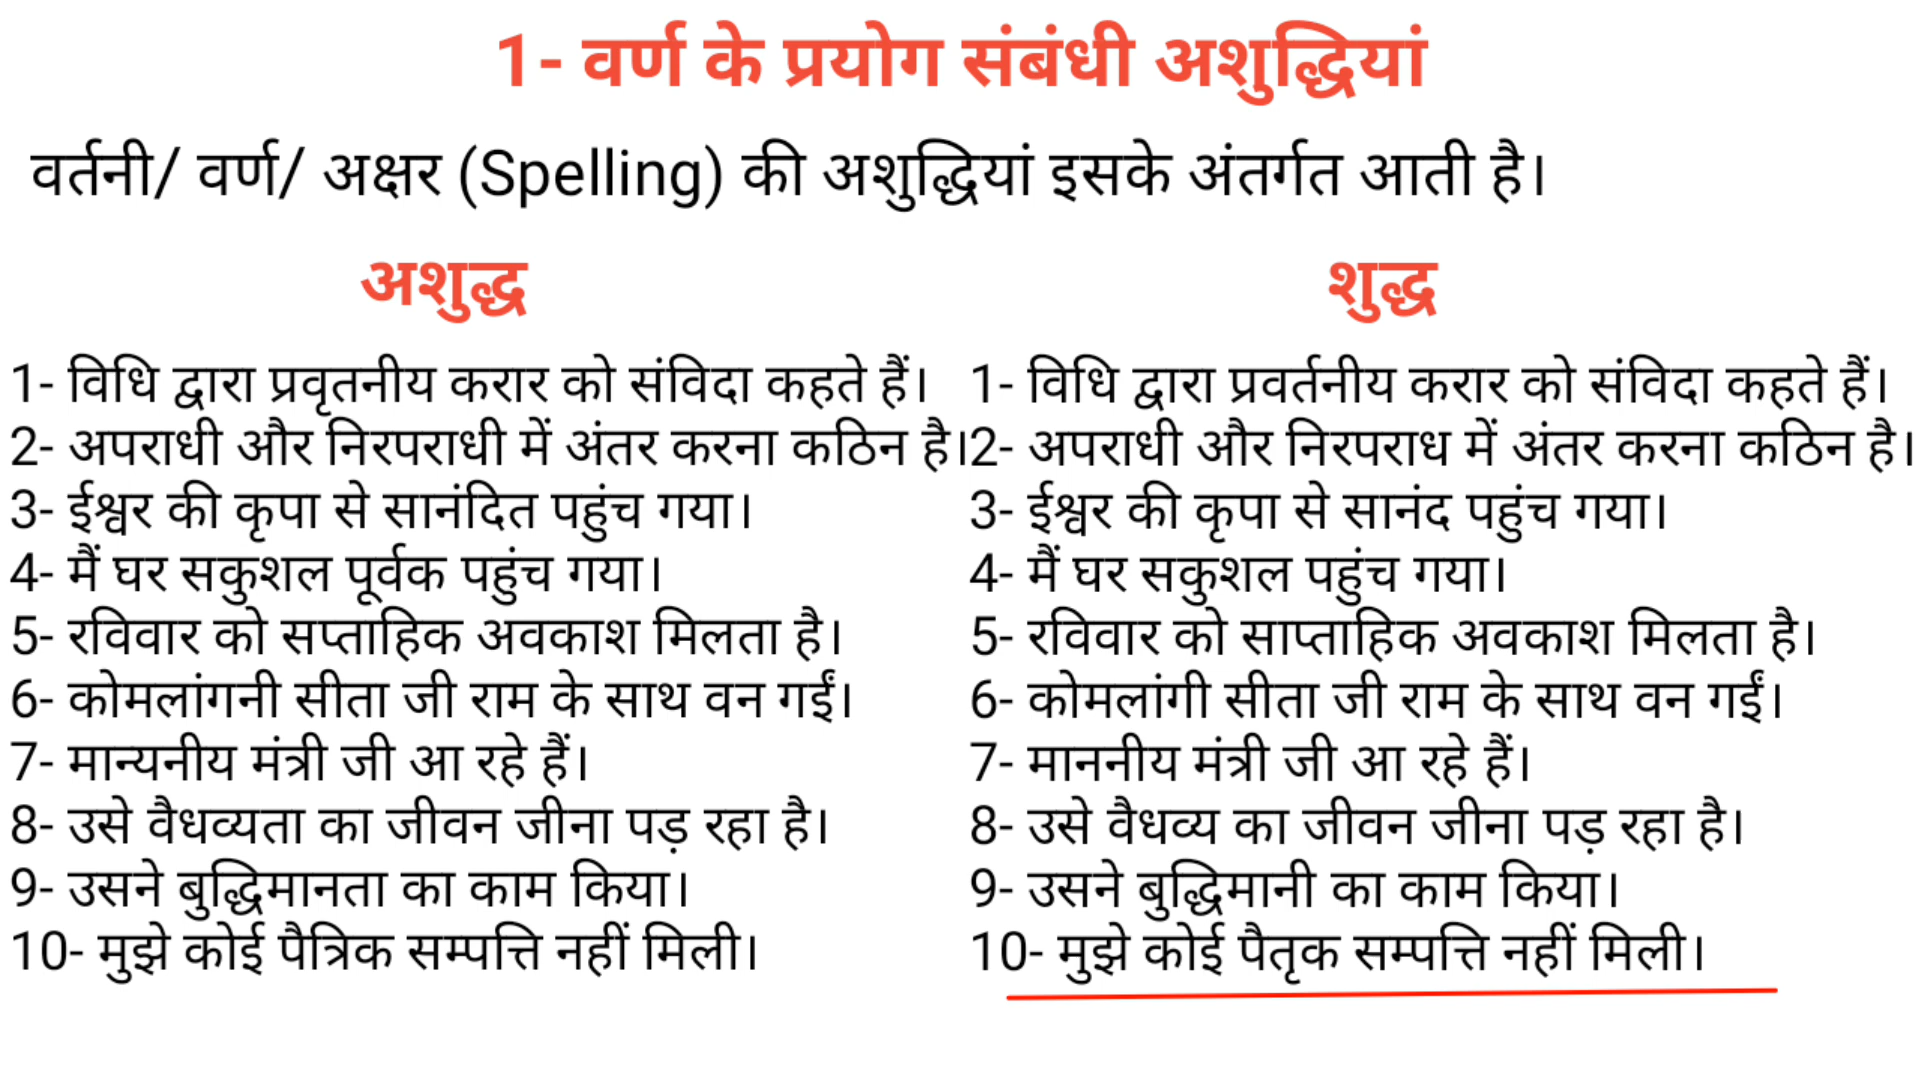 1- वर्ण के प्रयोग संबंधी अशुद्धियां
वर्तनी/ वर्ण/ अक्षर (Spelling) की अशुद्धियां इसके अंतर्गत आती है।
अशुद्ध
1- विधि द्वारा प्रवृतनीय करार को संविदा कहते हैं।
2- अपराधी और निरपराधी में अंतर करना कठिन है।
3- ईश्वर की कृपा से सानंदित पहुंच गया।
4- मैं घर सकुशल पूर्वक पहुंच गया।
5- रविवार को सप्ताहिक अवकाश मिलता है।
6- कोमलांगनी सीता जी राम के साथ वन गईं।
7- मान्यनीय मंत्री जी आ रहे हैं।
8- उसे वैधव्यता का जीवन जीना पड़ रहा है।
9- उसने बुद्धिमानता का काम किया।
10- मुझे कोई पैत्रिक सम्पत्ति नहीं मिली।
शुद्ध
1- विधि द्वारा प्रवर्तनीय करार को संविदा कहते हैं।
2- अपराधी और निरपराध में अंतर करना कठिन है।
3- ईश्वर की कृपा से सानंद पहुंच गया।
4- मैं घर सकुशल पहुंच गया।
5- रविवार को साप्ताहिक अवकाश मिलता है।
6- कोमलांगी सीता जी राम के साथ वन गईं।
7- माननीय मंत्री जी आ रहे हैं।
8- उसे वैधव्य का जीवन जीना पड़ रहा है।
9- उसने बुद्धिमानी का काम किया।
10- मुझे कोई पैतृक सम्पत्ति नहीं मिली।